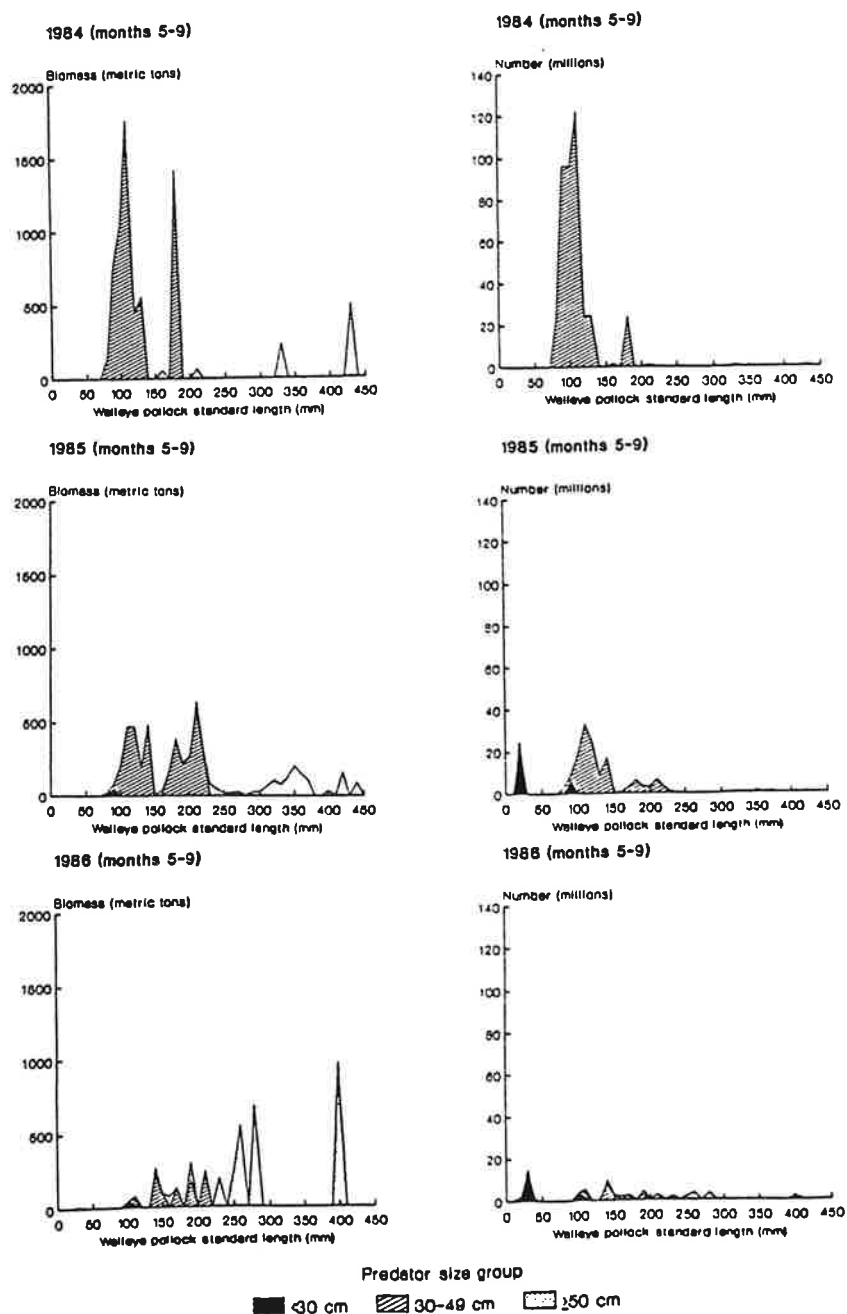 1984 (months 5-9)
Biomass (metric tons)
2000
1500
1000
500
0
0 50 100 150 200 250 300 350 400 450
Walleye pollock standard length (mm)
1984 (months 5-9)
Number (millions)
140
120
100
80
60
40
20
0
0 50 100 150 200 250 300 350 400 450
Walleye pollock standard length (mm)
1985 (months 5-9)
Biomass (metric tons)
2000
1500
1000
500
0
0 50 100 150 200 250 300 350 400 450
Walleye pollock standard length (mm)
1985 (months 5-9)
Number (millions)
140
120
100
80
60
40
20
0
0 50 100 150 200 250 300 350 400 450
Walleye pollock standard length (mm)
1986 (months 5-9)
Biomass (metric tons)
2000
1500
1000
500
0
0 50 100 150 200 250 300 350 400 450
Walleye pollock standard length (mm)
1986 (months 5-9)
Number (millions)
140
120
100
80
60
40
20
0
0 50 100 150 200 250 300 350 400 450
Walleye pollock standard length (mm)
Predator size group
<30 cm 30-49 cm ≥50 cm